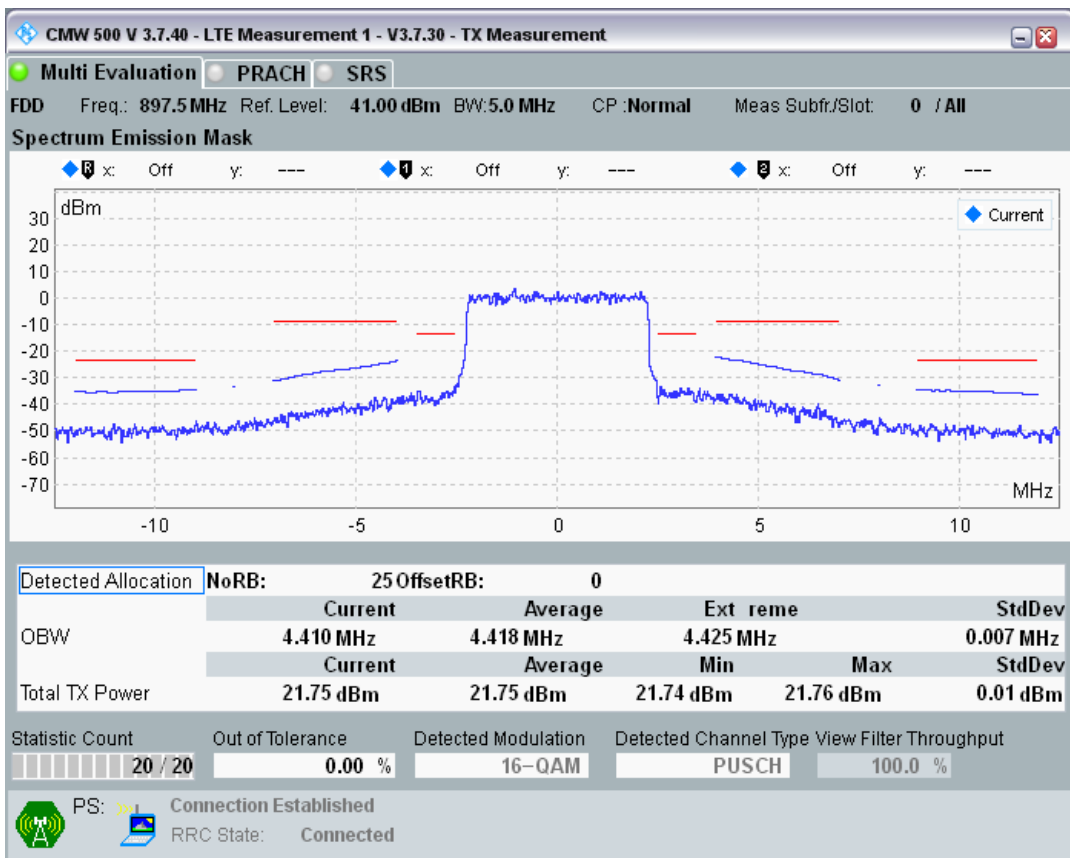 CMW 500 V 3.7.40 - LTE Measurement 1 - V3.7.30 - TX Measurement
Multi Evaluation PRACH SRS
FDD Freq.: 897.5 MHz Ref. Level: 41.00 dBm BW: 5.0 MHz CP : Normal Meas Subfr./Slot: 0 / All
Spectrum Emission Mask
R x: Off y: --- 1 x: Off y: --- 2 x: Off y: ---
dBm
Current
30
20
10
0
-10
-20
-30
-40
-50
-60
-70
MHz
-10 -5 0 5 10
Detected Allocation NoRB: 25 OffsetRB: 0
Current Average Ext reme StdDev
OBW 4.410 MHz 4.418 MHz 4.425 MHz 0.007 MHz
Current Average Min Max StdDev
Total TX Power 21.75 dBm 21.75 dBm 21.74 dBm 21.76 dBm 0.01 dBm
Statistic Count Out of Tolerance Detected Modulation Detected Channel Type View Filter Throughput
20 / 20 0.00 % 16-QAM PUSCH 100.0 %
PS: Connection Established
RRC State: Connected